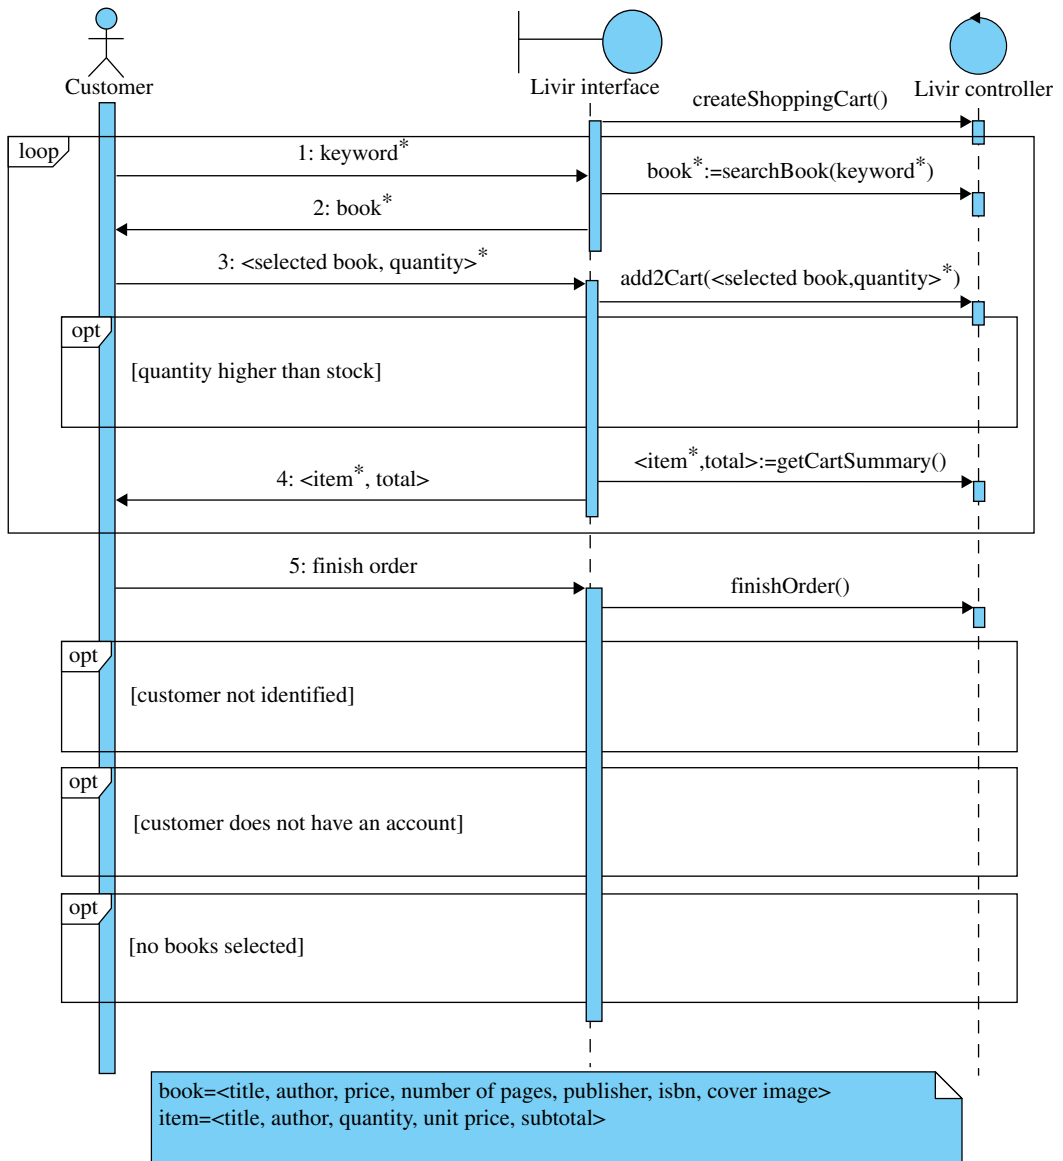 Customer
Livir interface
Livir controller
createShoppingCart()
loop
1: keyword*
book*:=searchBook(keyword*)
2: book*
3: <selected book, quantity>*
add2Cart(<selected book,quantity>*)
opt
[quantity higher than stock]
<item*,total>:=getCartSummary()
4: <item*, total>
5: finish order
finishOrder()
opt
[customer not identified]
opt
[customer does not have an account]
opt
[no books selected]
book=<title, author, price, number of pages, publisher, isbn, cover image>
item=<title, author, quantity, unit price, subtotal>